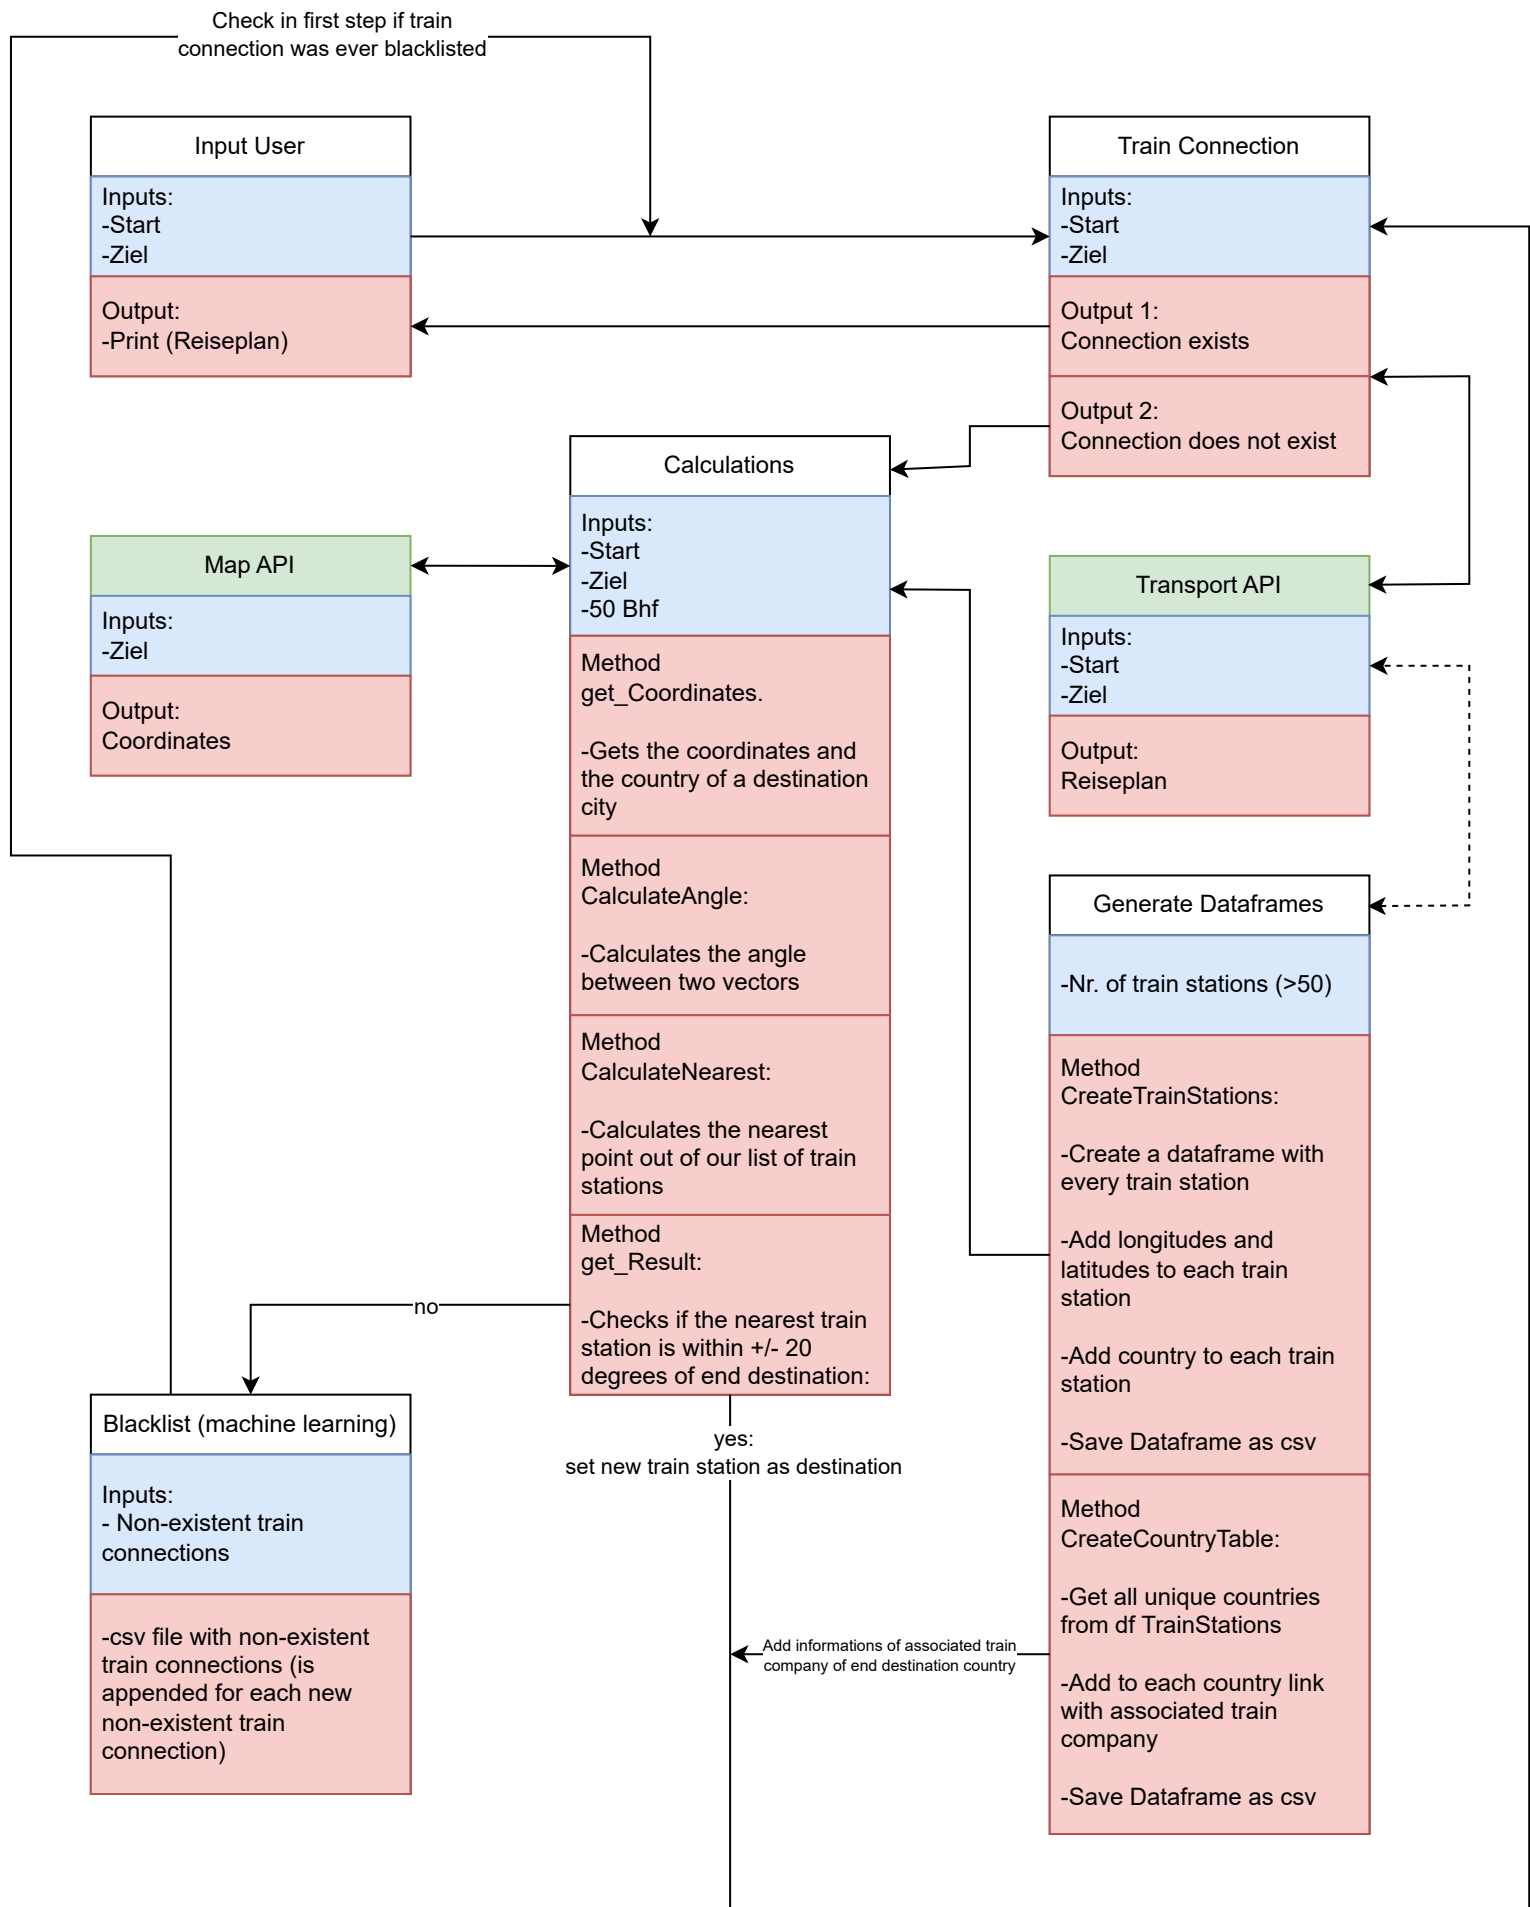 Check in first step if train
connection was ever blacklisted
Input User
Inputs:
-Start
-Ziel
Output:
-Print (Reiseplan)
Train Connection
Inputs:
-Start
-Ziel
Output 1:
Connection exists
Output 2:
Connection does not exist
Calculations
Inputs:
-Start
-Ziel
-50 Bhf
Method
get_Coordinates.
-Gets the coordinates and
the country of a destination
city
Method
CalculateAngle:
-Calculates the angle
between two vectors
Method
CalculateNearest:
-Calculates the nearest
point out of our list of train
stations
Method
get_Result:
-Checks if the nearest train
station is within +/- 20
degrees of end destination:
Map API
Inputs:
-Ziel
Output:
Coordinates
Transport API
Inputs:
-Start
-Ziel
Output:
Reiseplan
Generate Dataframes
-Nr. of train stations (>50)
Method
CreateTrainStations:
-Create a dataframe with
every train station
-Add longitudes and
latitudes to each train
station
-Add country to each train
station
-Save Dataframe as csv
Method
CreateCountryTable:
-Get all unique countries
from df TrainStations
-Add to each country link
with associated train
company
-Save Dataframe as csv
no
yes:
set new train station as destination
Add informations of associated train
company of end destination country
Blacklist (machine learning)
Inputs:
- Non-existent train
connections
-csv file with non-existent
train connections (is
appended for each new
non-existent train
connection)